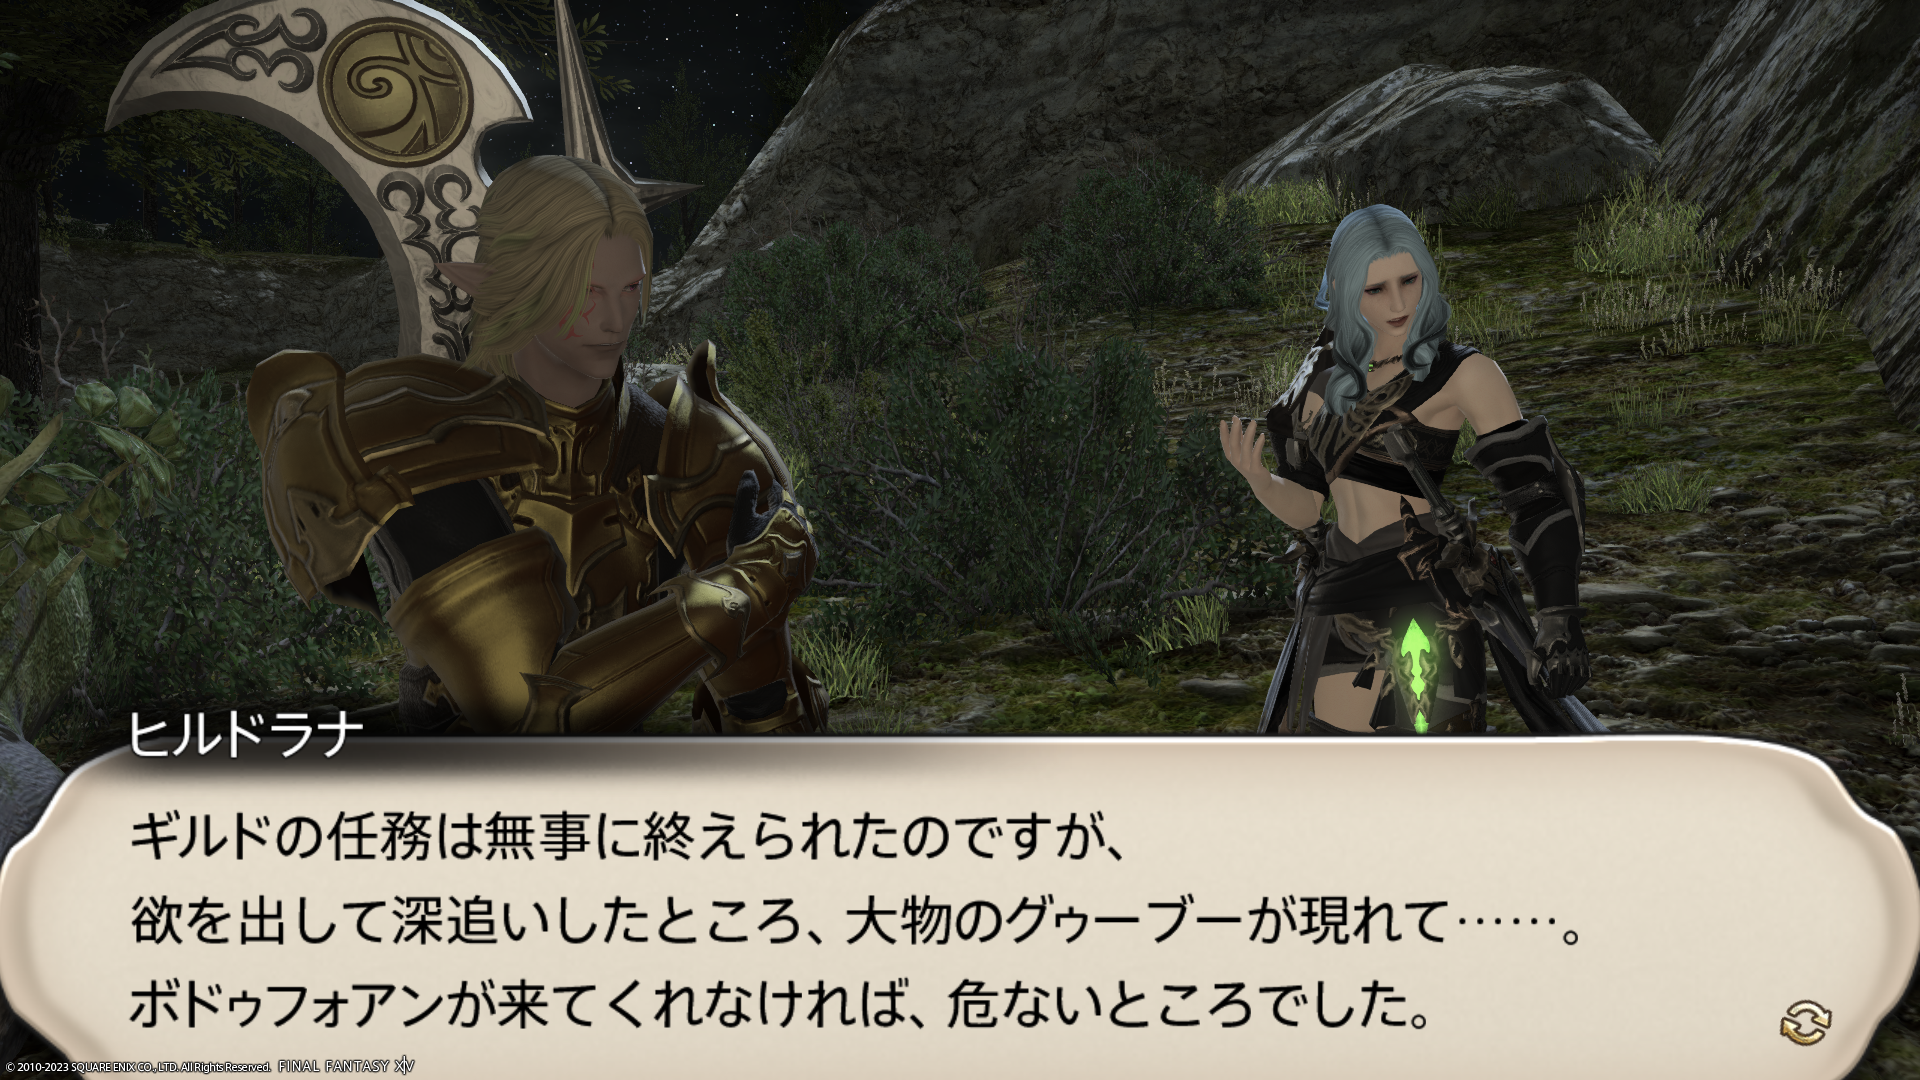 ヒルドラナ
ギルドの任務は無事に終えられたのですが、
欲を出して深追いしたところ、大物のグゥーブーが現れて……。
ボドゥフォアンが来てくれなければ、危ないところでした。
© 2010-2023 SQUARE ENIX CO., LTD. All Rights Reserved. FINAL FANTASY XIV